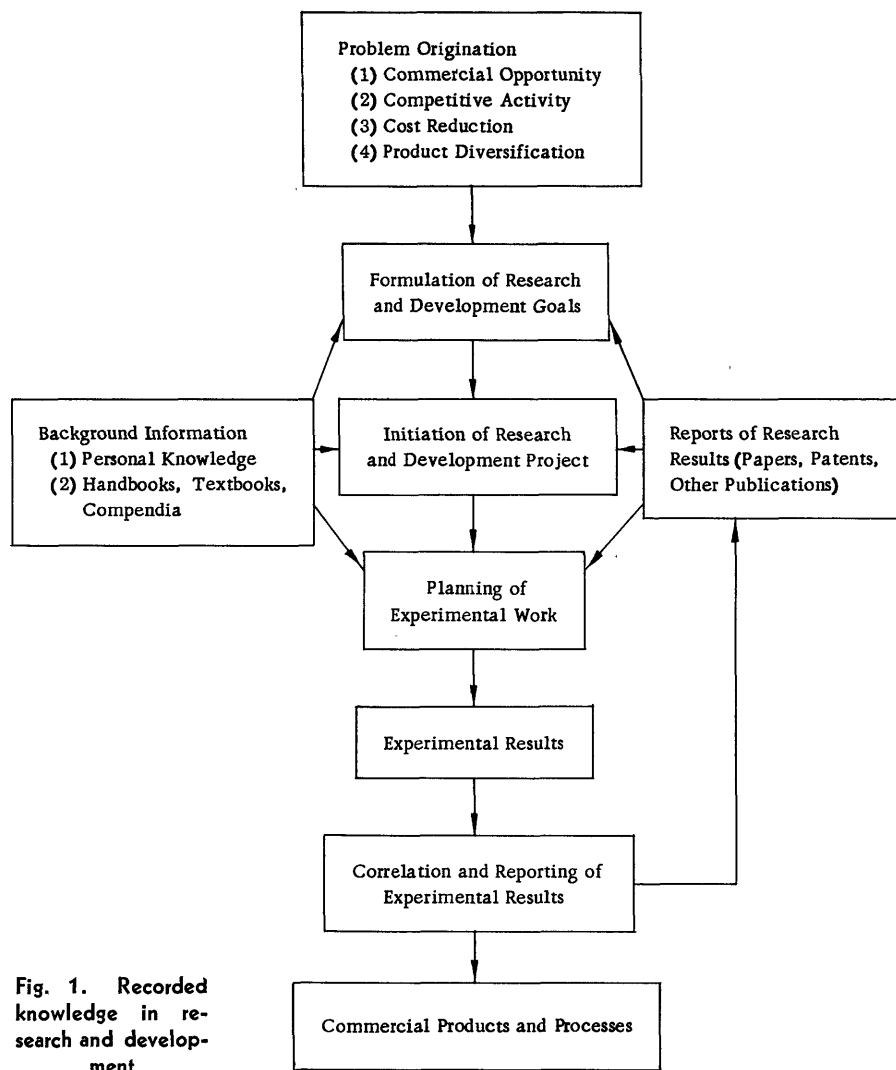 Problem Origination
(1) Commercial Opportunity
(2) Competitive Activity
(3) Cost Reduction
(4) Product Diversification
Formulation of Research
and Development Goals
Background Information
(1) Personal Knowledge
(2) Handbooks, Textbooks,
Compendia
Initiation of Research
and Development Project
Reports of Research
Results (Papers, Patents,
Other Publications)
Planning of
Experimental Work
Experimental Results
Correlation and Reporting of
Experimental Results
Commercial Products and Processes
Fig. 1. Recorded
knowledge in re-
search and develop-
ment